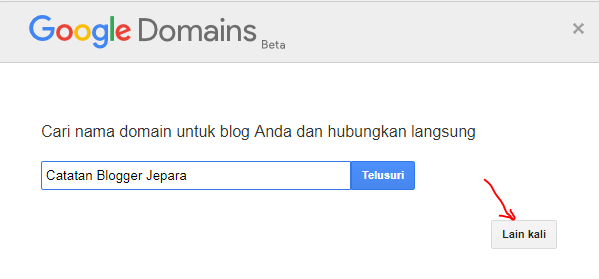 Google Domains
Beta
×
Cari nama domain untuk blog Anda dan hubungkan langsung
Catatan Blogger Jepara Telusuri
Lain kali